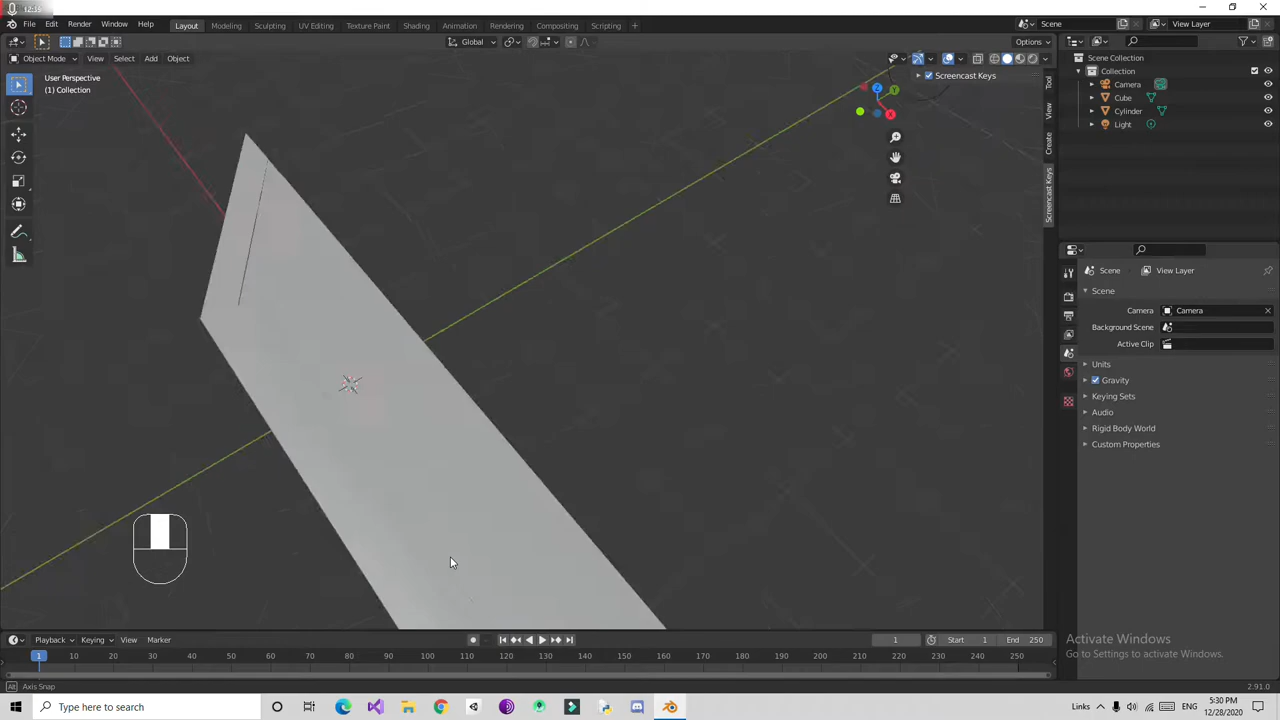 File Edit Render Window Help Layout Modeling Sculpting UV Editing Texture Paint Shading Animation Rendering Compositing Scripting + Scene View Layer
Global Options
Object Mode View Select Add Object
User Perspective
(1) Collection
Screencast Keys
Z
Y
X
Tool
View
Create
Screencast Keys
Scene Collection
Collection
Camera
Cube
Cylinder
Light
Scene View Layer
Scene
Camera Camera
Background Scene
Active Clip
Units
Gravity
Keying Sets
Audio
Rigid Body World
Custom Properties
Playback Keying View Marker 1 Start 1 End 250
1 10 20 30 40 50 60 70 80 90 100 110 120 130 140 150 160 170 180 190 200 210 220 230 240 250
Activate Windows
Go to Settings to activate Windows.
Alt Axis Snap 2.91.0
Type here to search Links ENG 5:30 PM
12/28/2020